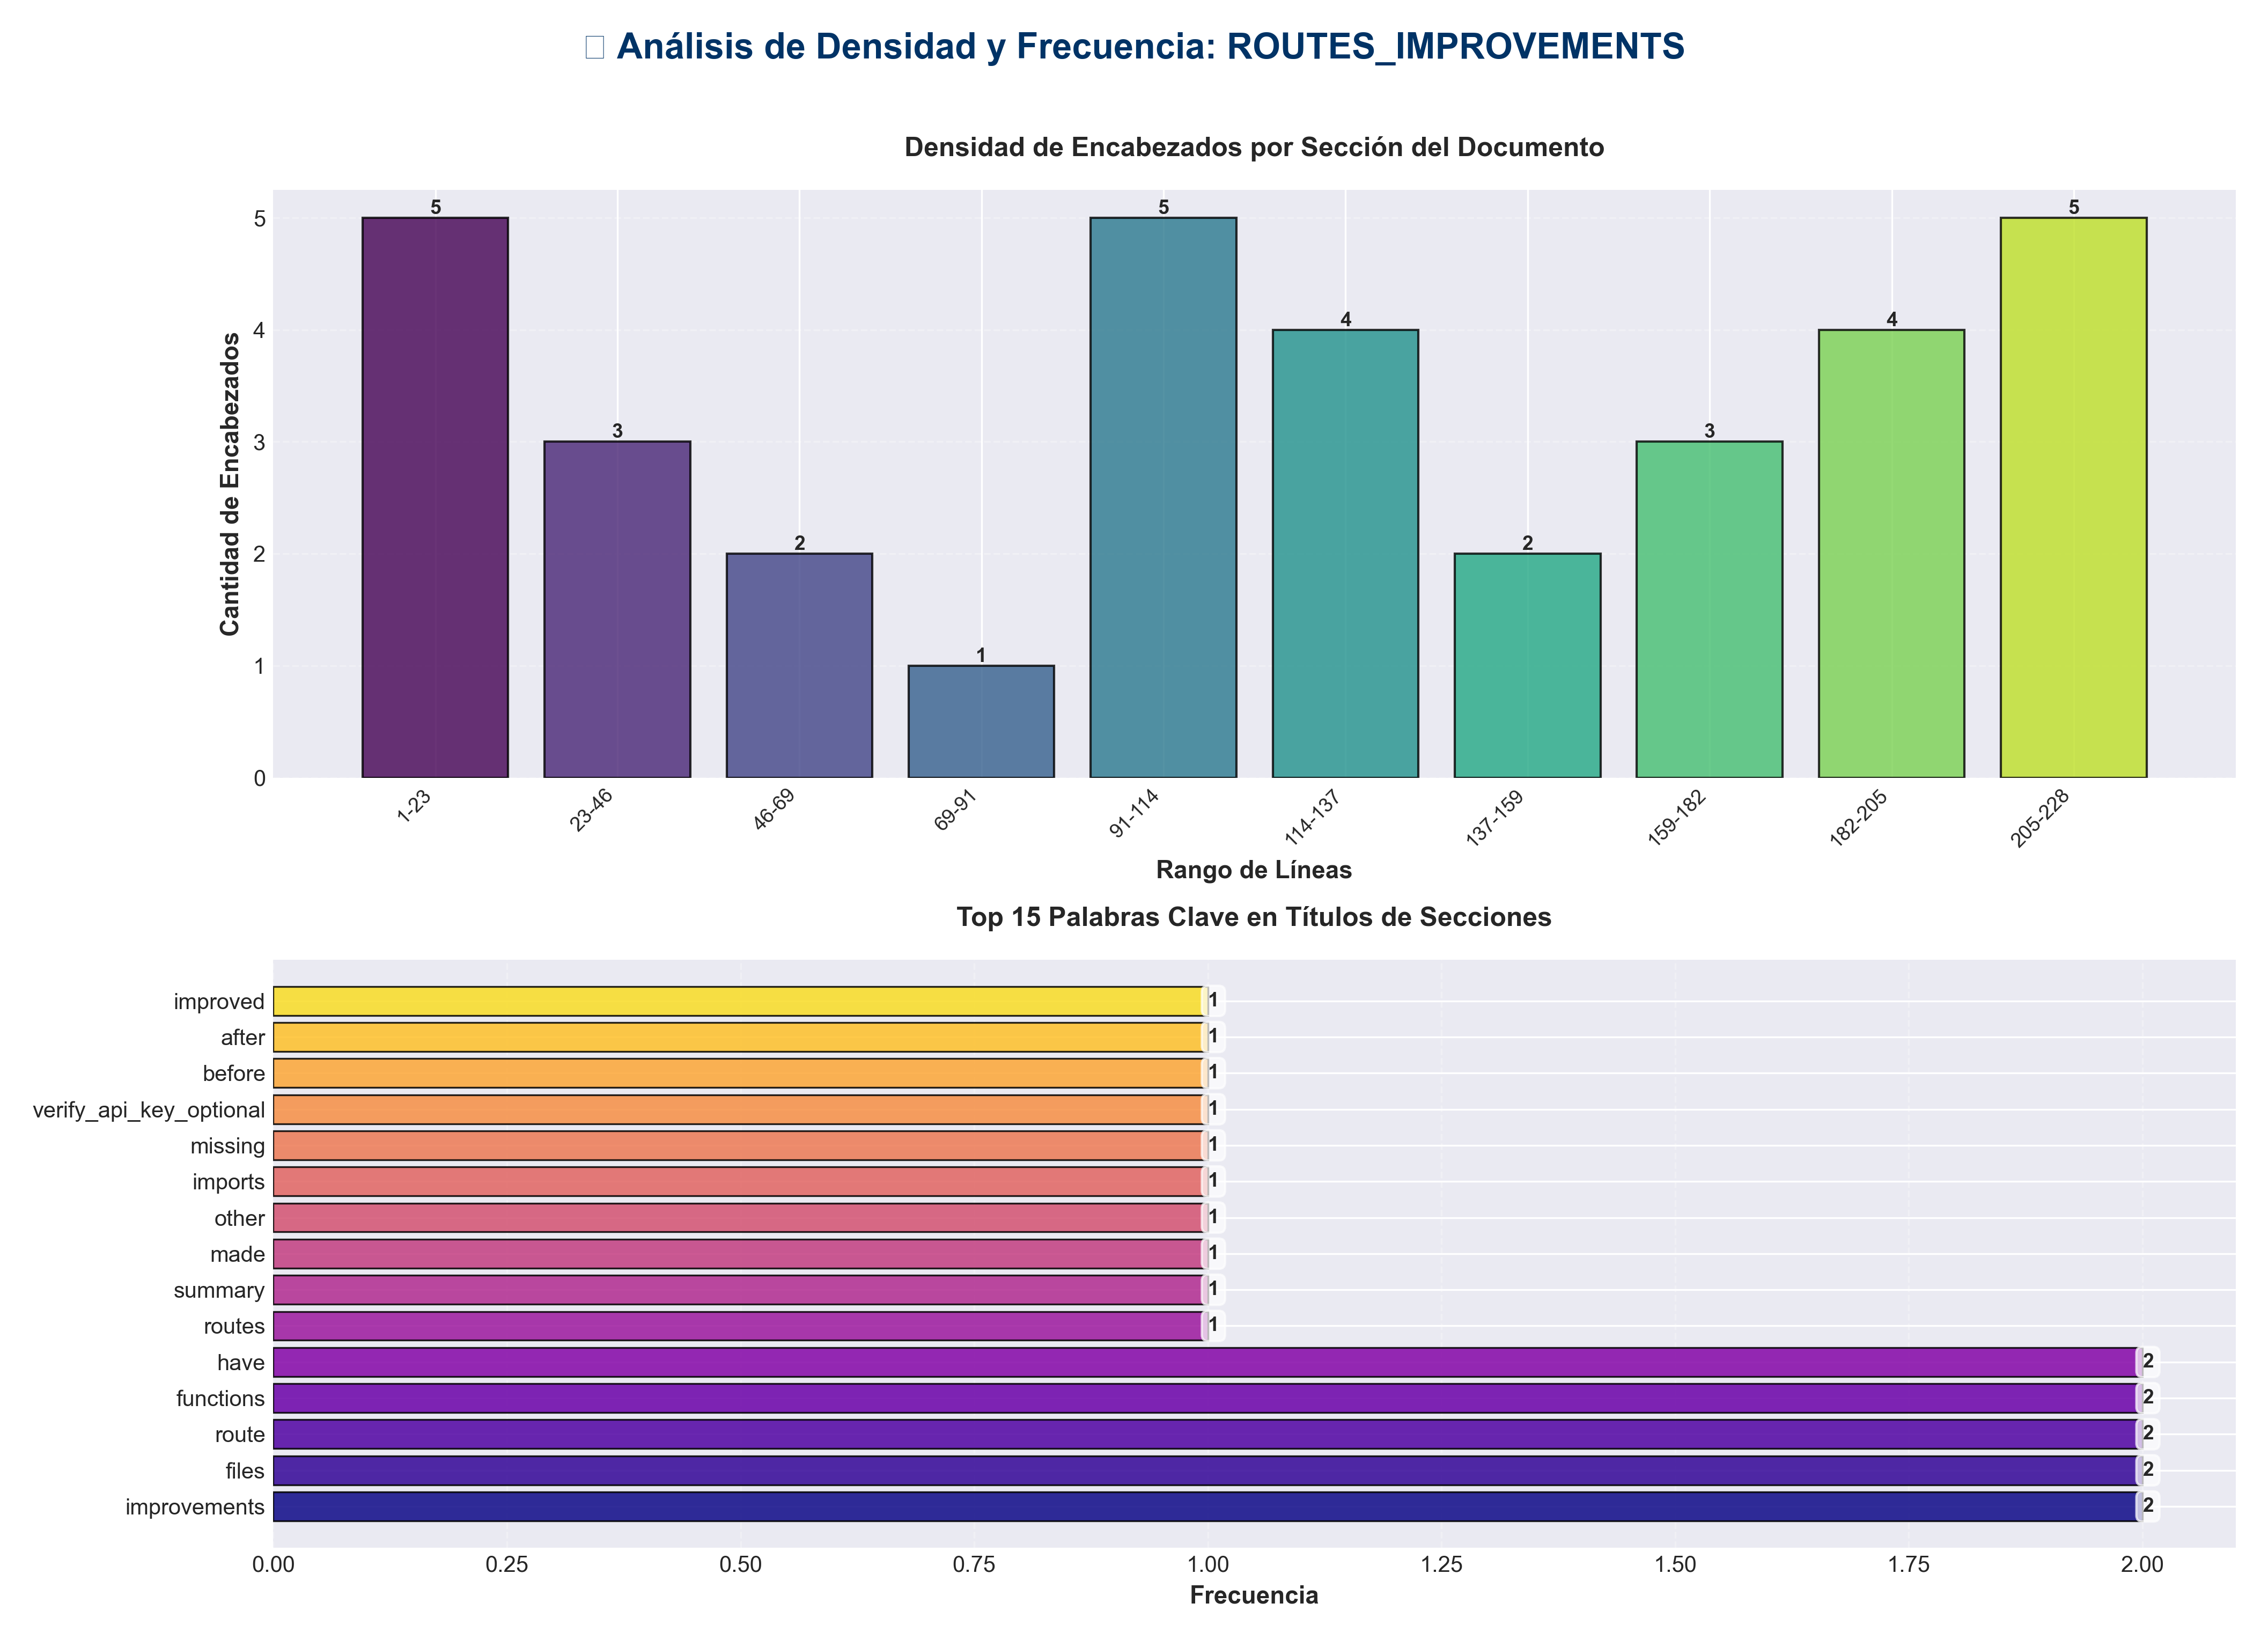 Análisis de Densidad y Frecuencia: ROUTES_IMPROVEMENTS
Densidad de Encabezados por Sección del Documento
Cantidad de Encabezados
5
4
3
2
1
0
5
3
2
1
5
4
2
3
4
5
1-23
23-46
46-69
69-91
91-114
114-137
137-159
159-182
182-205
205-228
Rango de Líneas
Top 15 Palabras Clave en Títulos de Secciones
improved 1
after 1
before 1
verify_api_key_optional 1
missing 1
imports 1
other 1
made 1
summary 1
routes 1
have 2
functions 2
route 2
files 2
improvements 2
0.00 0.25 0.50 0.75 1.00 1.25 1.50 1.75 2.00
Frecuencia